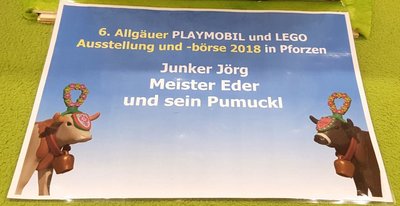 6. Allgäuer PLAYMOBIL und LEGO
Ausstellung und -börse 2018 in Pforzen
Junker Jörg
Meister Eder
und sein Pumuckl